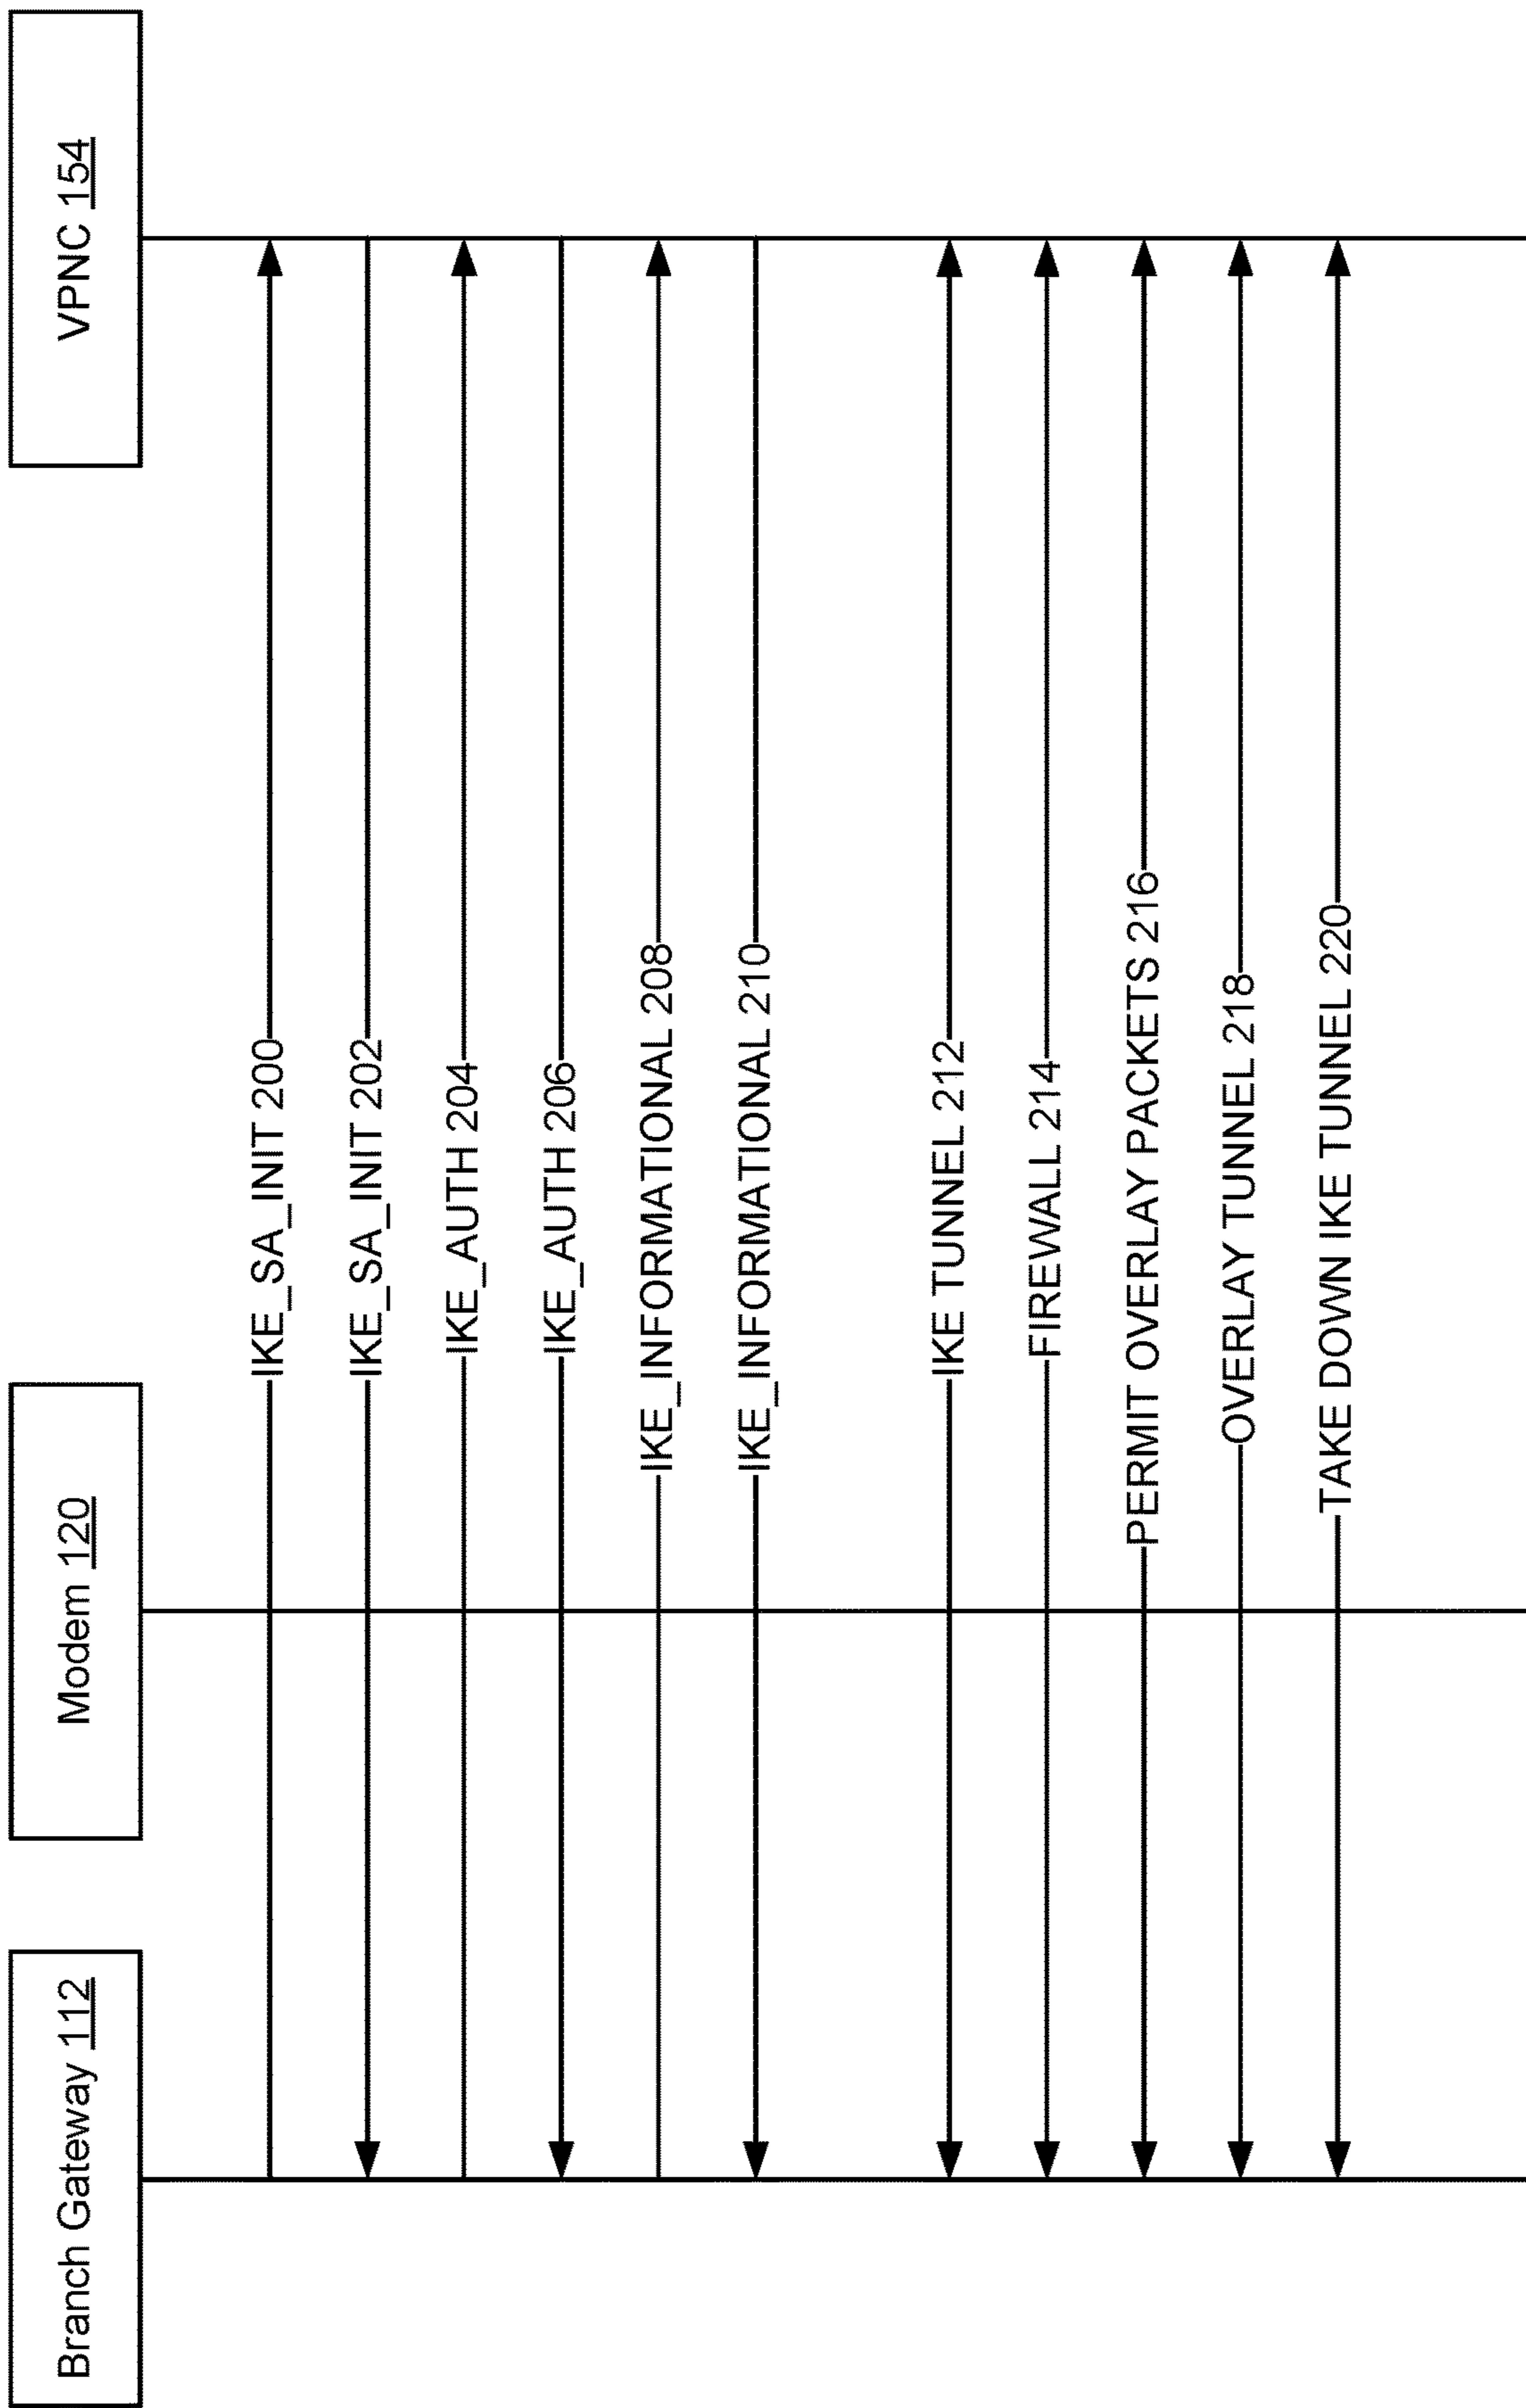 Branch Gateway 112
Modem 120
VPNC 154
IKE_SA_INIT 200
IKE_SA_INIT 202
IKE_AUTH 204
IKE_AUTH 206
IKE_INFORMATIONAL 208
IKE_INFORMATIONAL 210
IKE TUNNEL 212
FIREWALL 214
PERMIT OVERLAY PACKETS 216
OVERLAY TUNNEL 218
TAKE DOWN IKE TUNNEL 220